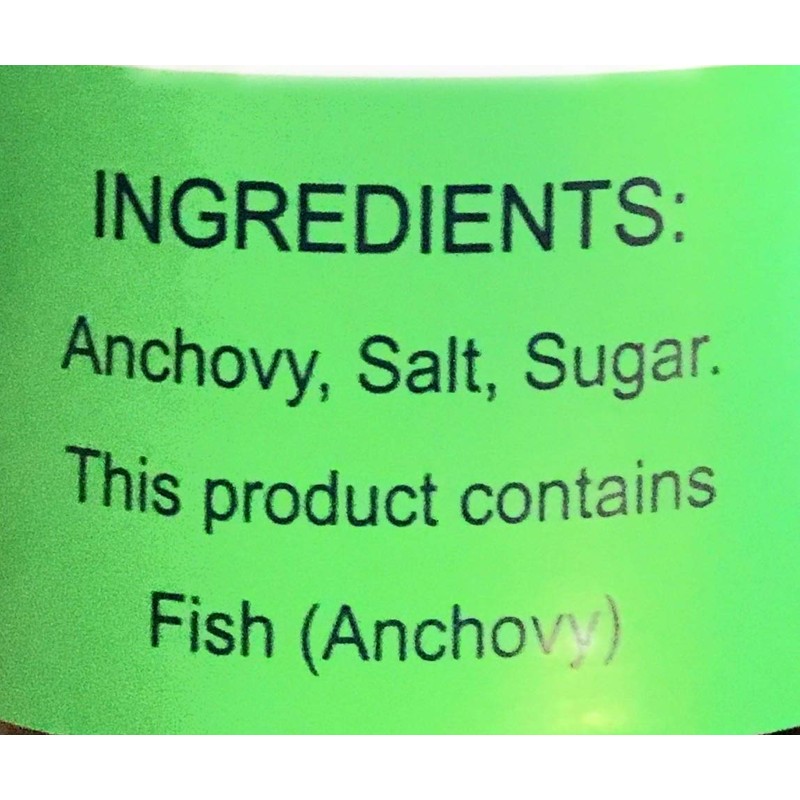 INGREDIENTS:
Anchovy, Salt, Sugar.
This product contains
Fish (Anchovy)